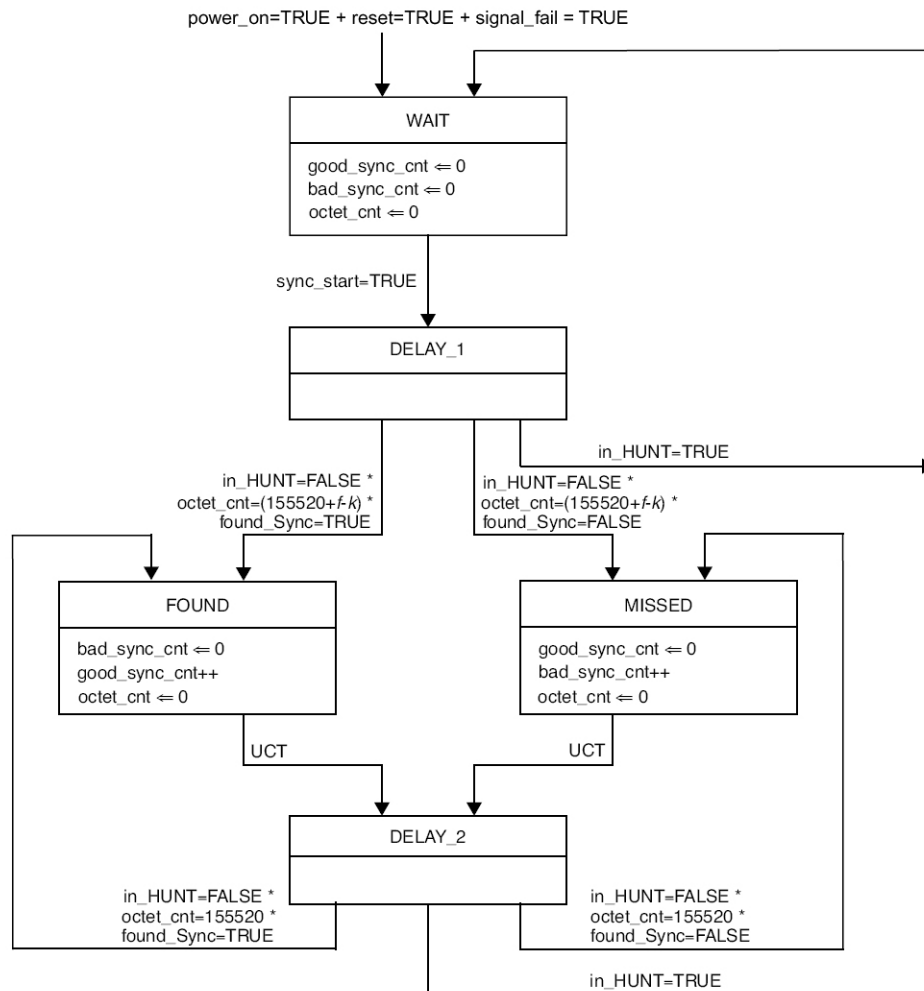 power_on=TRUE + reset=TRUE + signal_fail = TRUE
WAIT
good_sync_cnt ⇐ 0
bad_sync_cnt ⇐ 0
octet_cnt ⇐ 0
sync_start=TRUE
DELAY_1
in_HUNT=TRUE
in_HUNT=FALSE *
octet_cnt=(155520+f-k) *
found_Sync=TRUE
in_HUNT=FALSE *
octet_cnt=(155520+f-k) *
found_Sync=FALSE
FOUND
bad_sync_cnt ⇐ 0
good_sync_cnt++
octet_cnt ⇐ 0
MISSED
good_sync_cnt ⇐ 0
bad_sync_cnt++
octet_cnt ⇐ 0
UCT
UCT
DELAY_2
in_HUNT=FALSE *
octet_cnt=155520 *
found_Sync=TRUE
in_HUNT=FALSE *
octet_cnt=155520 *
found_Sync=FALSE
in_HUNT=TRUE